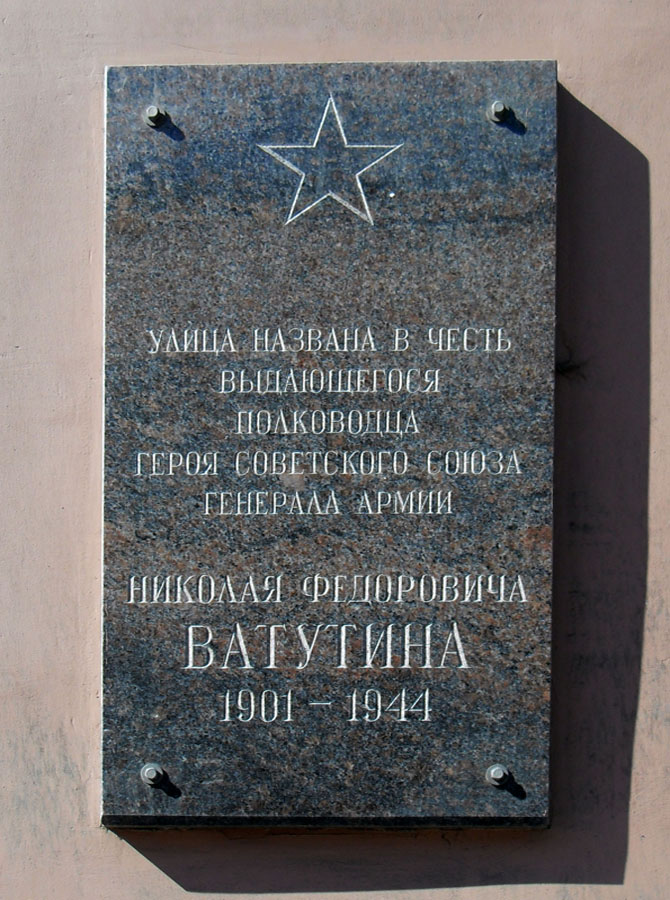 УЛИЦА НАЗВАНА В ЧЕСТЬ
ВЫДАЮЩЕГОСЯ
ПОЛКОВОДЦА
ГЕРОЯ СОВЕТСКОГО СОЮЗА
ГЕНЕРАЛА АРМИИ
НИКОЛАЯ ФЕДОРОВИЧА
ВАТУТИНА
1901 – 1944